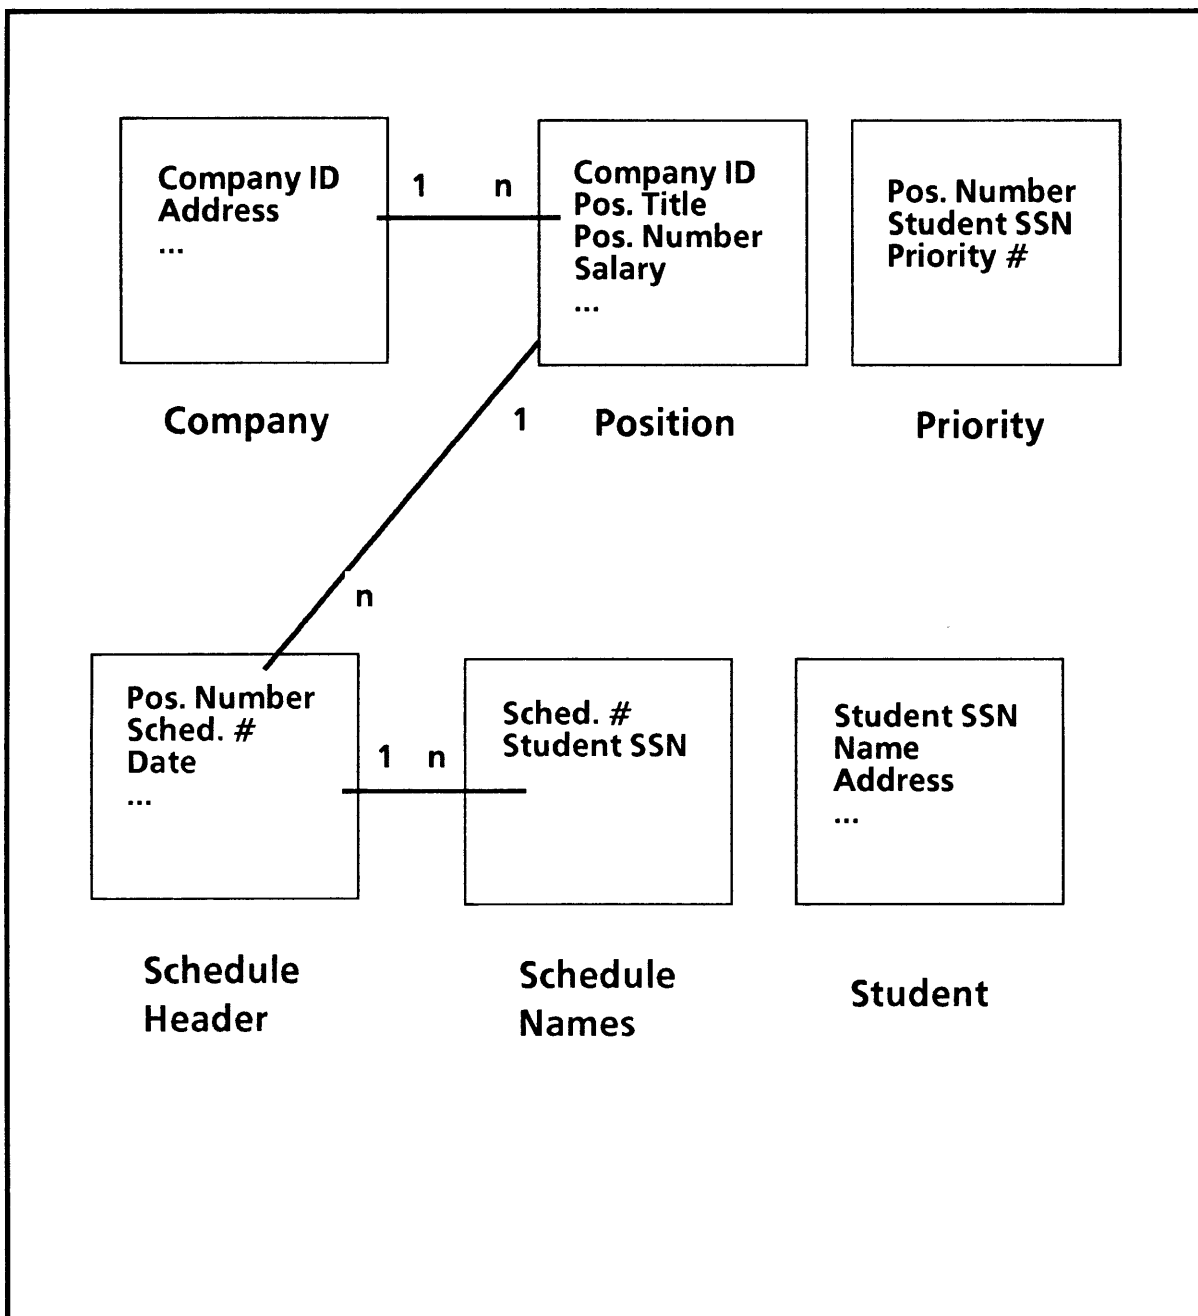 Company ID
Address
...
1 n
Company ID
Pos. Title
Pos. Number
Salary
...
Pos. Number
Student SSN
Priority #
Company
1
Position
Priority
n
Pos. Number
Sched. #
Date
...
1 n
Sched. #
Student SSN
Student SSN
Name
Address
...
Schedule
Header
Schedule
Names
Student